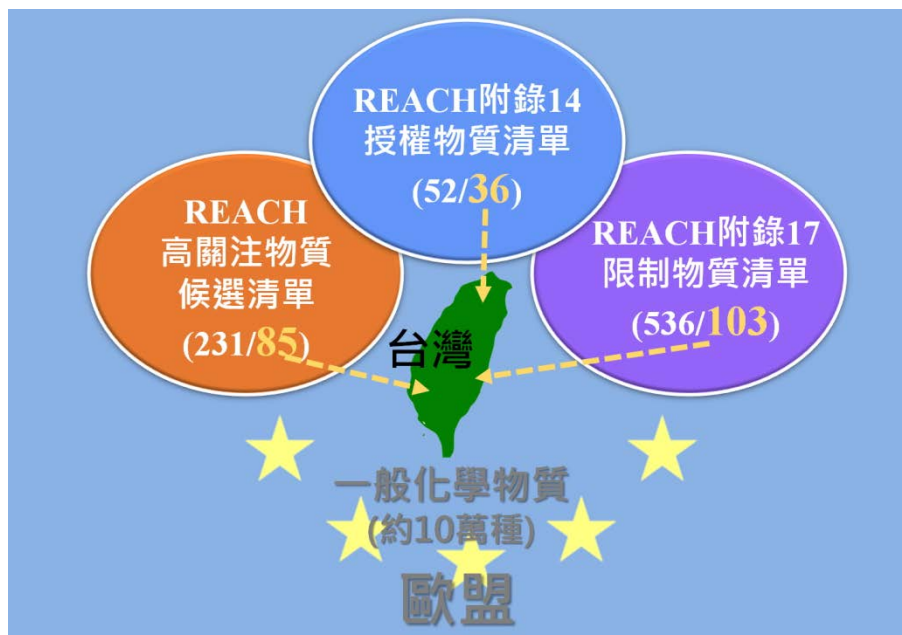 REACH附錄14
授權物質清單
(52/36)
REACH
高關注物質
候選清單
(231/85)
REACH附錄17
限制物質清單
(536/103)
台灣
一般化學物質
(約10萬種)
歐盟